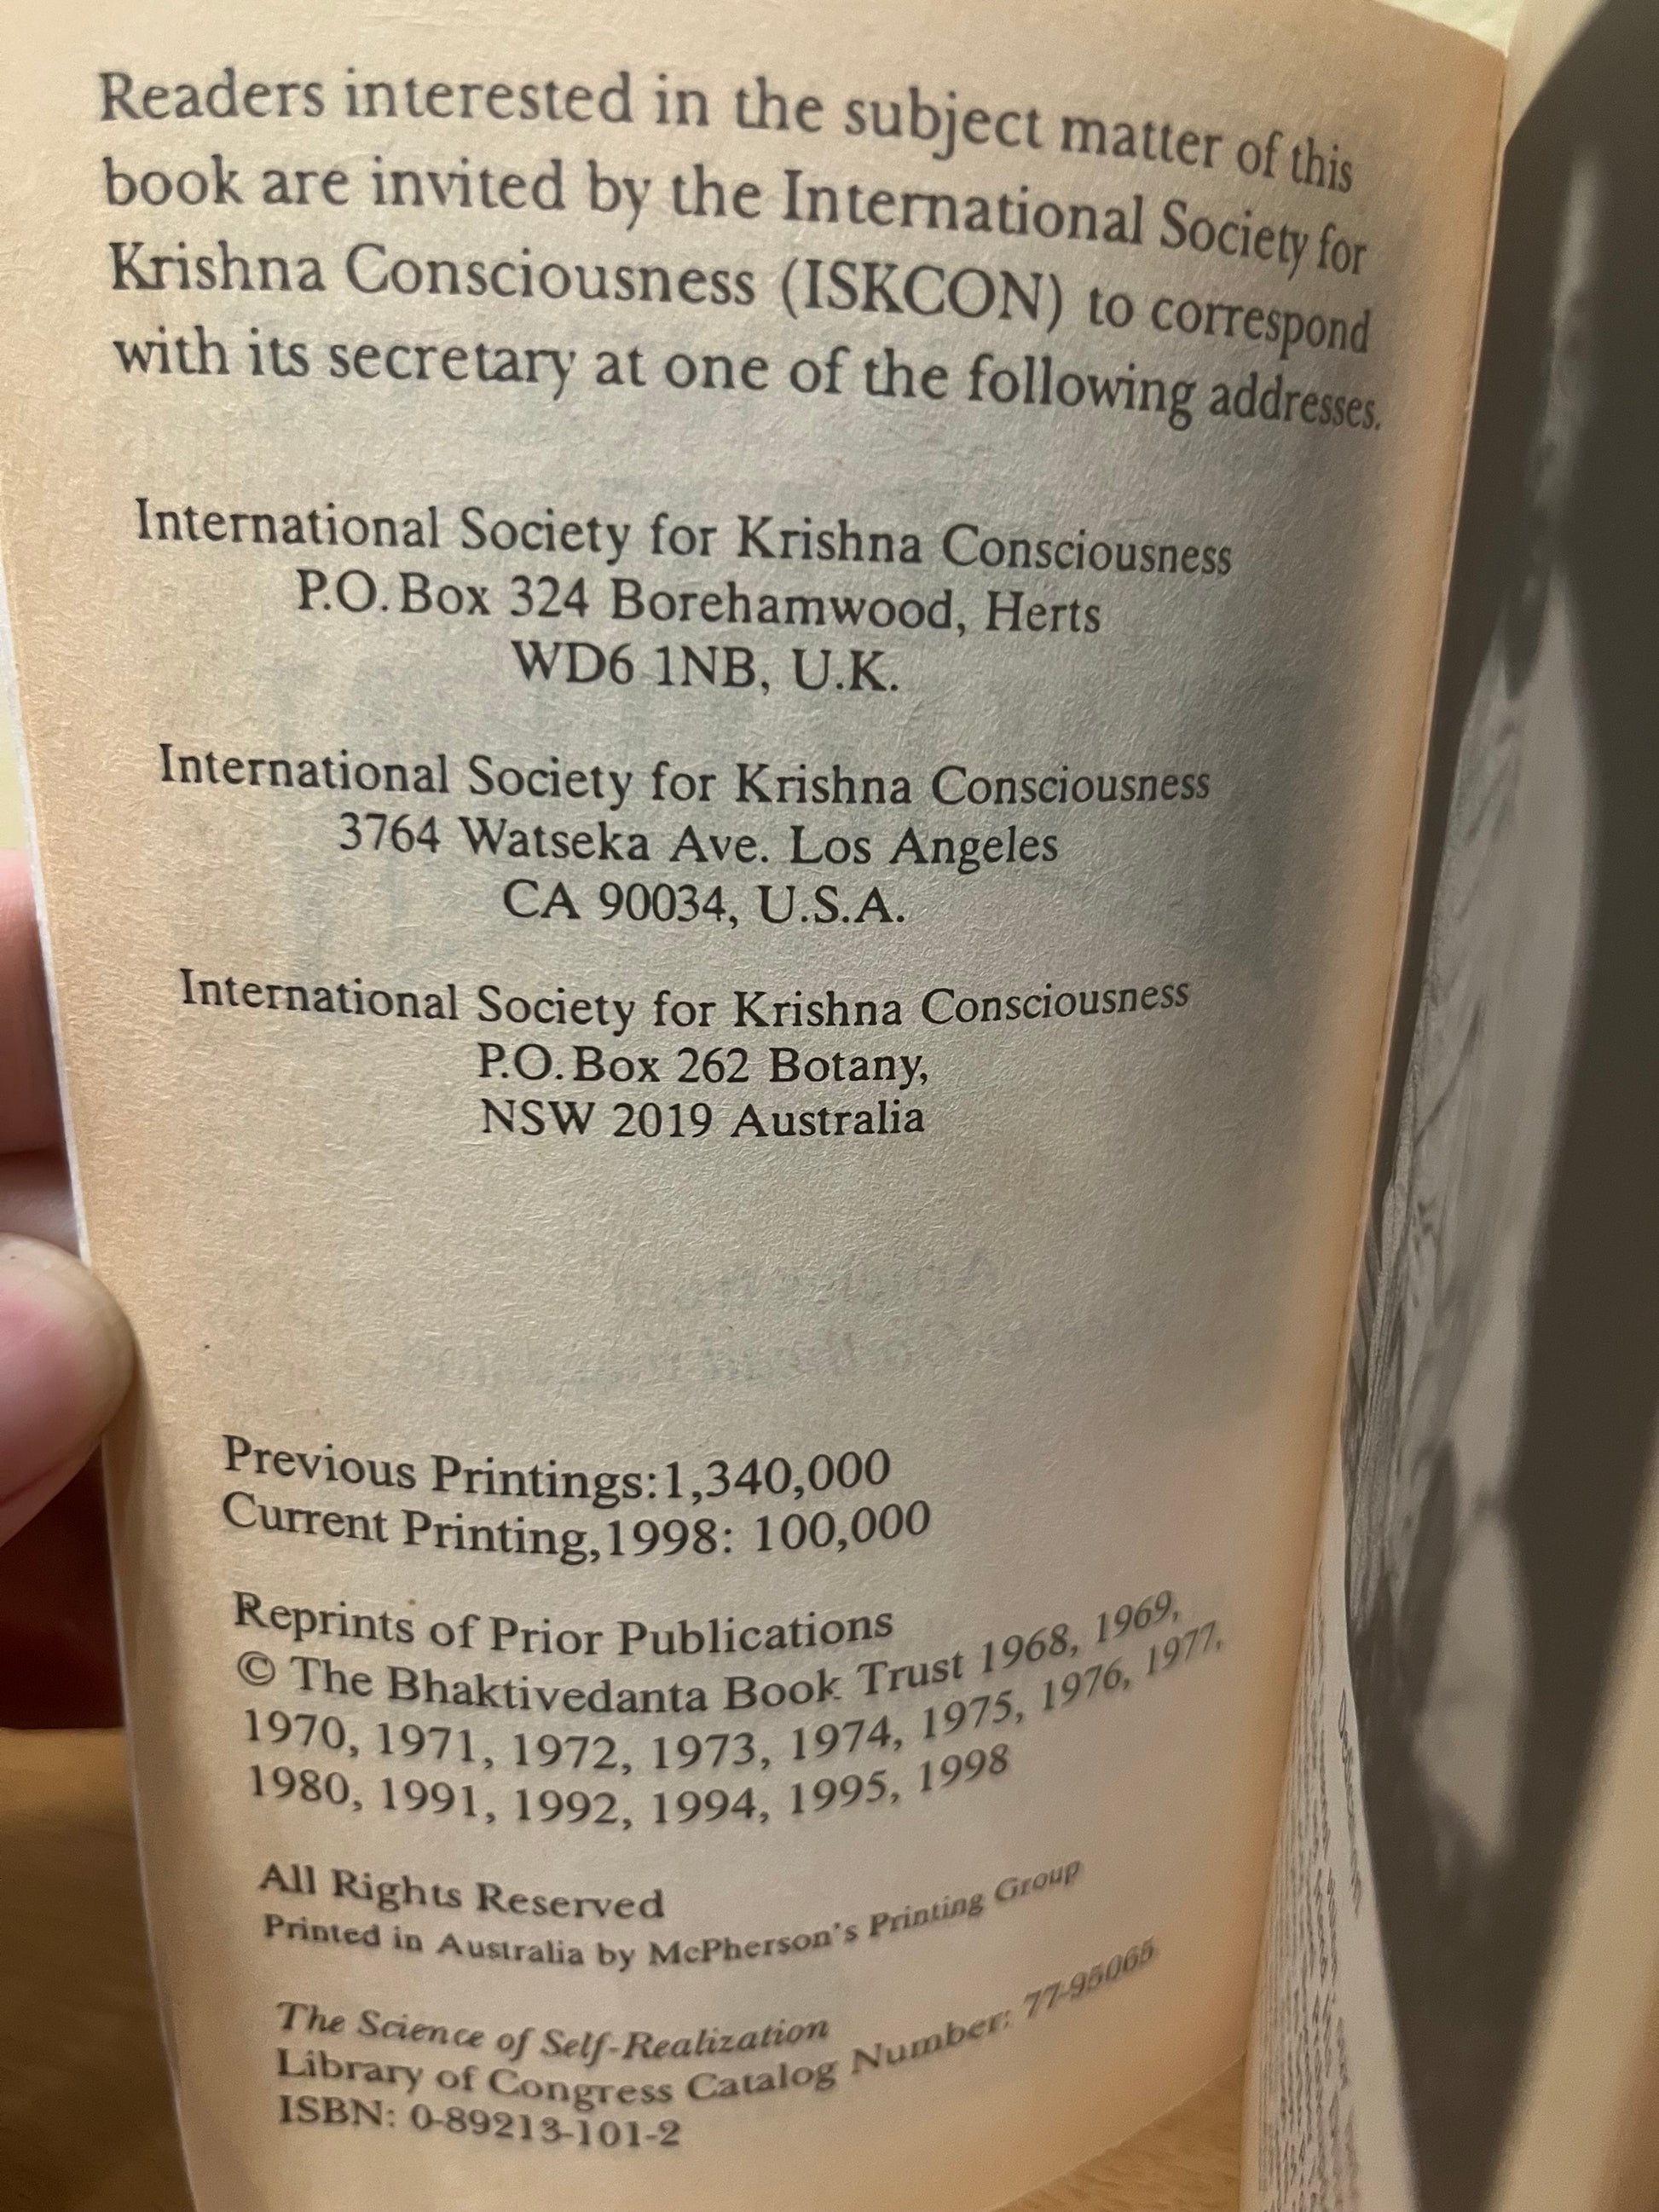 Readers interested in the subject matter of this
book are invited by the International Society for
Krishna Consciousness (ISKCON) to correspond
with its secretary at one of the following addresses.
International Society for Krishna Consciousness
P.O. Box 324 Borehamwood, Herts
WD6 1NB, U.K.
International Society for Krishna Consciousness
3764 Watseka Ave. Los Angeles
CA 90034, U.S.A.
International Society for Krishna Consciousness
P.O. Box 262 Botany,
NSW 2019 Australia
Previous Printings:1,340,000
Current Printing,1998: 100,000
Reprints of Prior Publications
© The Bhaktivedanta Book Trust 1968, 1969,
1970, 1971, 1972, 1973, 1974, 1975, 1976, 1977,
1980, 1991, 1992, 1994, 1995, 1998
All Rights Reserved
Printed in Australia by McPherson's Printing Group
The Science of Self-Realization
Library of Congress Catalog Number: 77-95065
ISBN: 0-89213-101-2